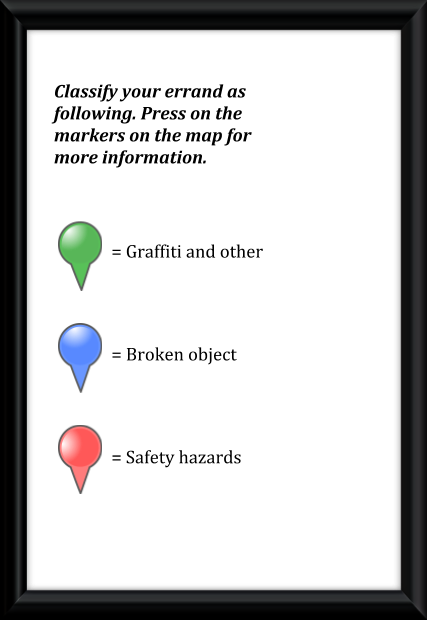 Classify your errand as
following. Press on the
markers on the map for
more information.
= Graffiti and other
= Broken object
= Safety hazards